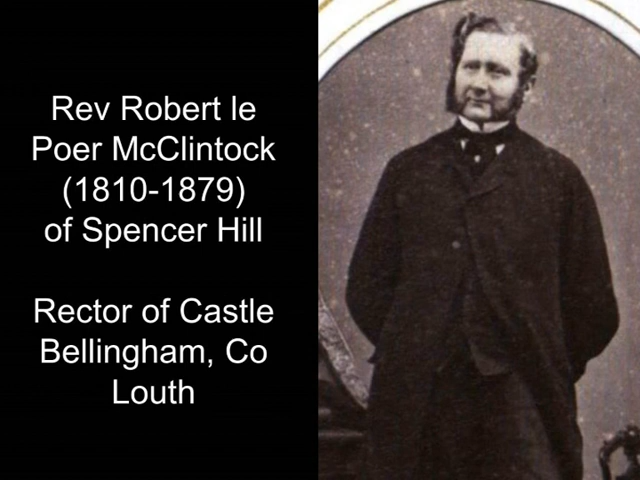 Rev Robert le
Poer McClintock
(1810-1879)
of Spencer Hill
Rector of Castle
Bellingham, Co
Louth